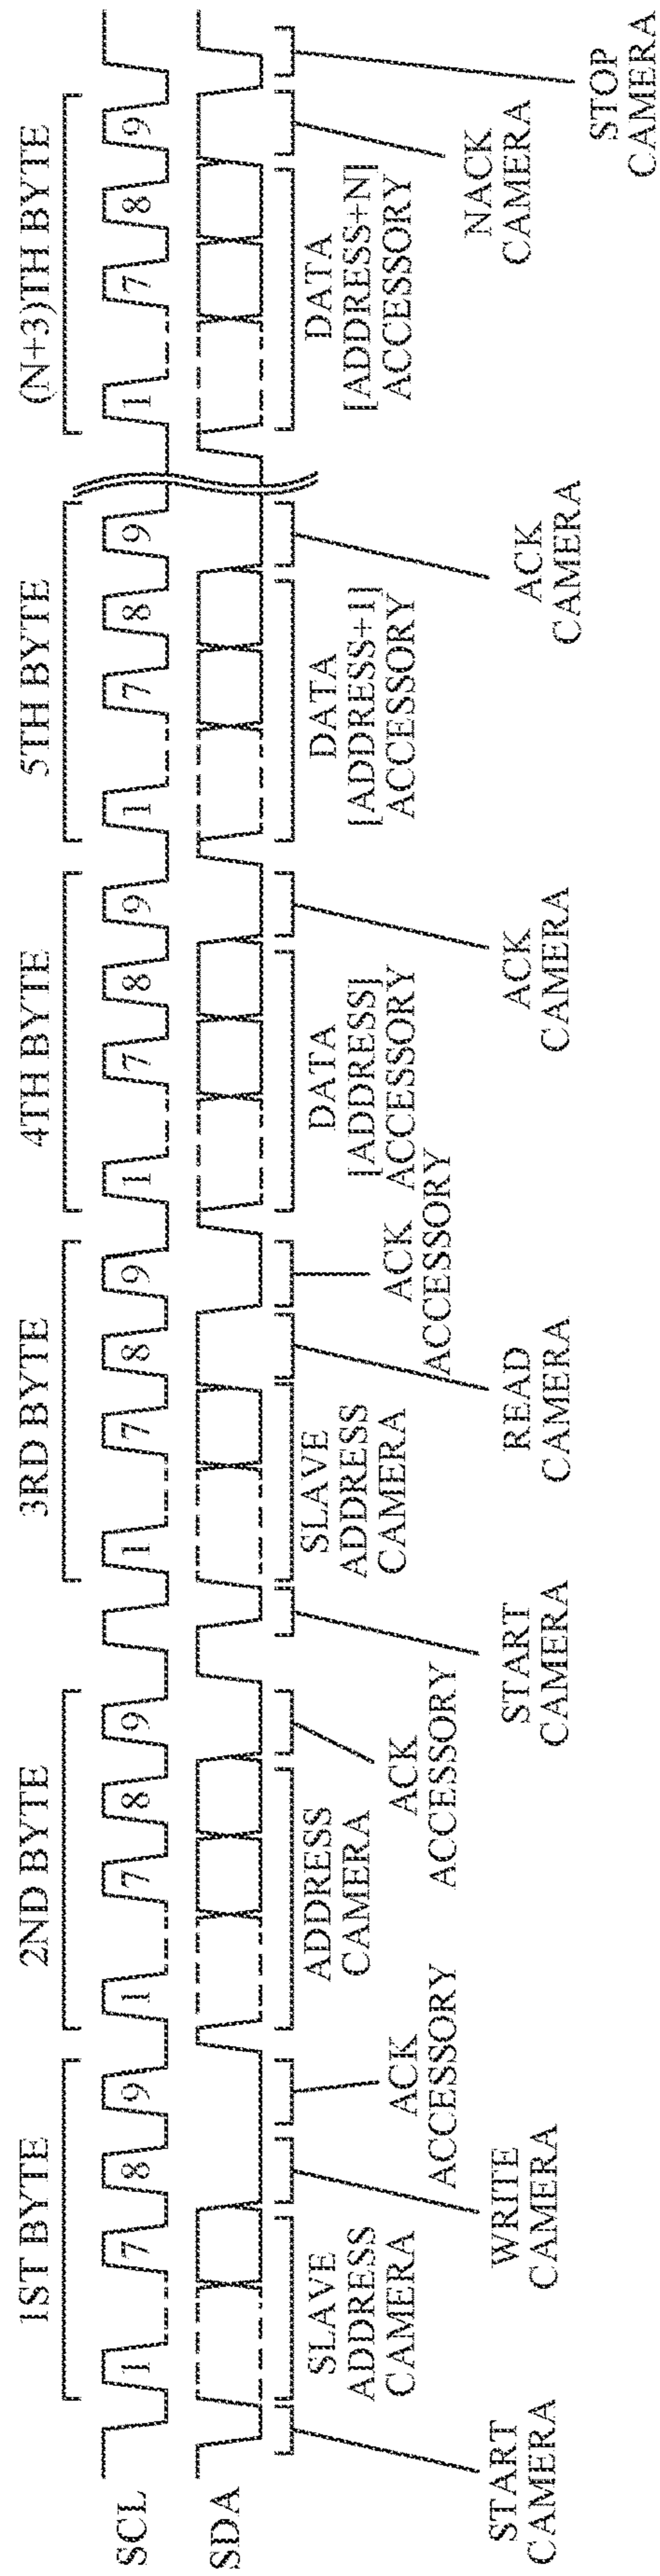 1ST BYTE
2ND BYTE
3RD BYTE
4TH BYTE
5TH BYTE
(N+3)TH BYTE
SCL
1 7 8 9 1 7 8 9 1 7 8 9 1 7 8 9 1 7 8 9 1 7 8 9
SDA
START
CAMERA
SLAVE
ADDRESS
CAMERA
WRITE
CAMERA
ACK
ACCESSORY
ADDRESS
CAMERA
ACK
ACCESSORY
START
CAMERA
SLAVE
ADDRESS
CAMERA
READ
CAMERA
ACK
ACCESSORY
DATA
[ADDRESS]
ACCESSORY
ACK
CAMERA
DATA
[ADDRESS+1]
ACCESSORY
ACK
CAMERA
DATA
[ADDRESS+N]
ACCESSORY
NACK
CAMERA
STOP
CAMERA